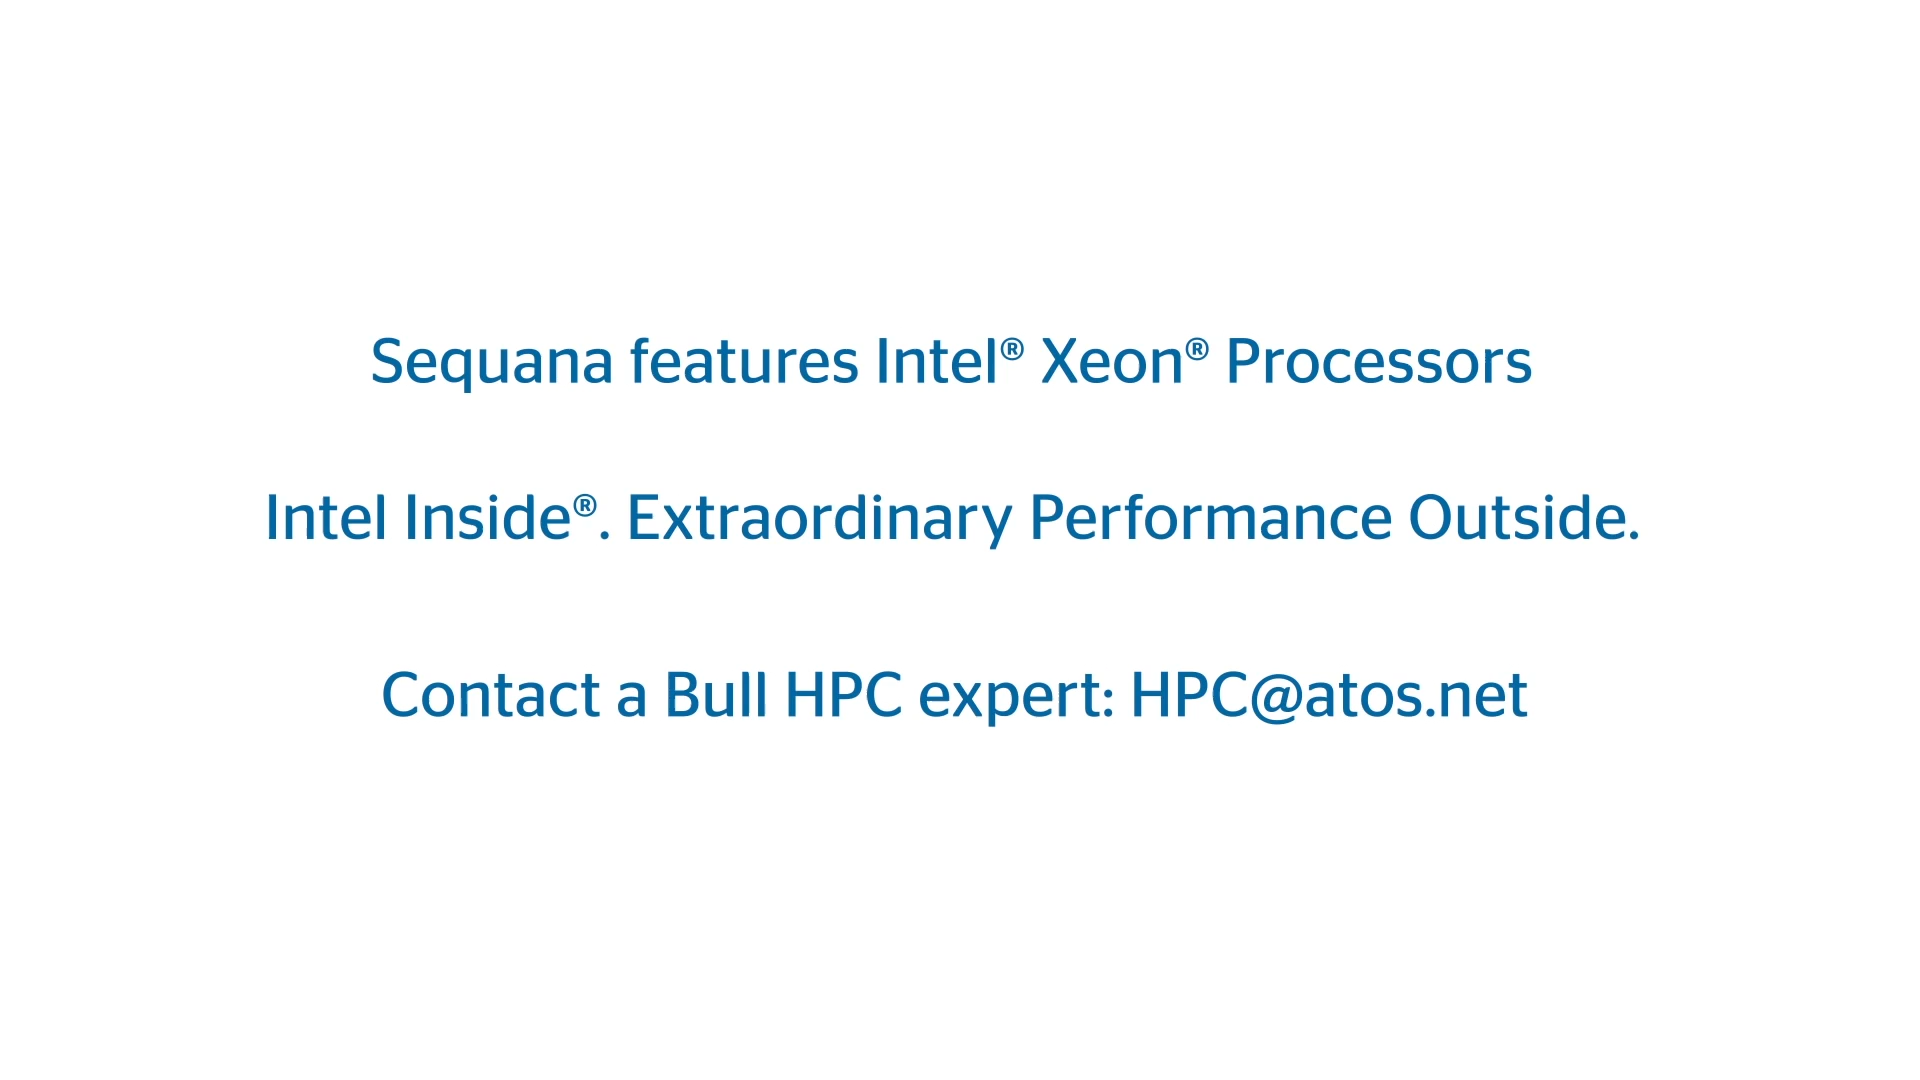 Sequana features Intel® Xeon® Processors
Intel Inside®. Extraordinary Performance Outside.
Contact a Bull HPC expert: HPC@atos.net